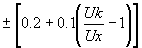 ± [0.2 + 0.1(Uk/Ux − 1)]